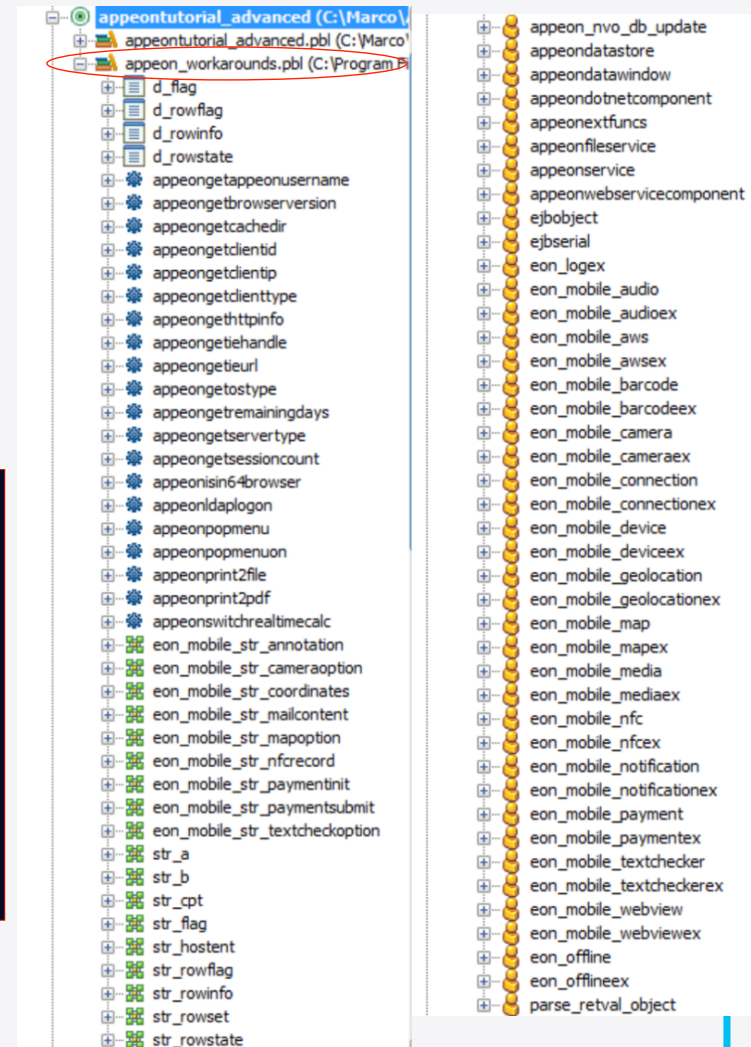 appeontutorial_advanced (C:\Marco\
appeontutorial_advanced.pbl (C:\Marco\
appeon_workarounds.pbl (C:\Program F
d_flag
d_rowflag
d_rowinfo
d_rowstate
appeongetappeonusername
appeongetbrowserversion
appeongetcachedir
appeongetclientid
appeongetclientip
appeongetclienttype
appeongethttpinfo
appeongetiehandle
appeongetieurl
appeongetostype
appeongetremainingdays
appeongetservertype
appeongetsessioncount
appeonisin64browser
appeonldaplogon
appeonpopmenu
appeonpopmenuon
appeonprint2file
appeonprint2pdf
appeonswitchrealtimecalc
eon_mobile_str_annotation
eon_mobile_str_cameraoption
eon_mobile_str_coordinates
eon_mobile_str_mailcontent
eon_mobile_str_mapoption
eon_mobile_str_nfcrecord
eon_mobile_str_paymentinit
eon_mobile_str_paymentsubmit
eon_mobile_str_textcheckoption
str_a
str_b
str_cpt
str_flag
str_hostent
str_rowflag
str_rowinfo
str_rowset
str_rowstate
appeon_nvo_db_update
appeondatastore
appeondatawindow
appeondotnetcomponent
appeonextfuncs
appeonfileservice
appeonservice
appeonwebservicecomponent
ejbobject
ejbserial
eon_logex
eon_mobile_audio
eon_mobile_audioex
eon_mobile_aws
eon_mobile_awsex
eon_mobile_barcode
eon_mobile_barcodeex
eon_mobile_camera
eon_mobile_cameraex
eon_mobile_connection
eon_mobile_connectionex
eon_mobile_device
eon_mobile_deviceex
eon_mobile_geolocation
eon_mobile_geolocationex
eon_mobile_map
eon_mobile_mapex
eon_mobile_media
eon_mobile_mediaex
eon_mobile_nfc
eon_mobile_nfcex
eon_mobile_notification
eon_mobile_notificationex
eon_mobile_payment
eon_mobile_paymentex
eon_mobile_textchecker
eon_mobile_textcheckerex
eon_mobile_webview
eon_mobile_webviewex
eon_offline
eon_offlineex
parse_retval_object